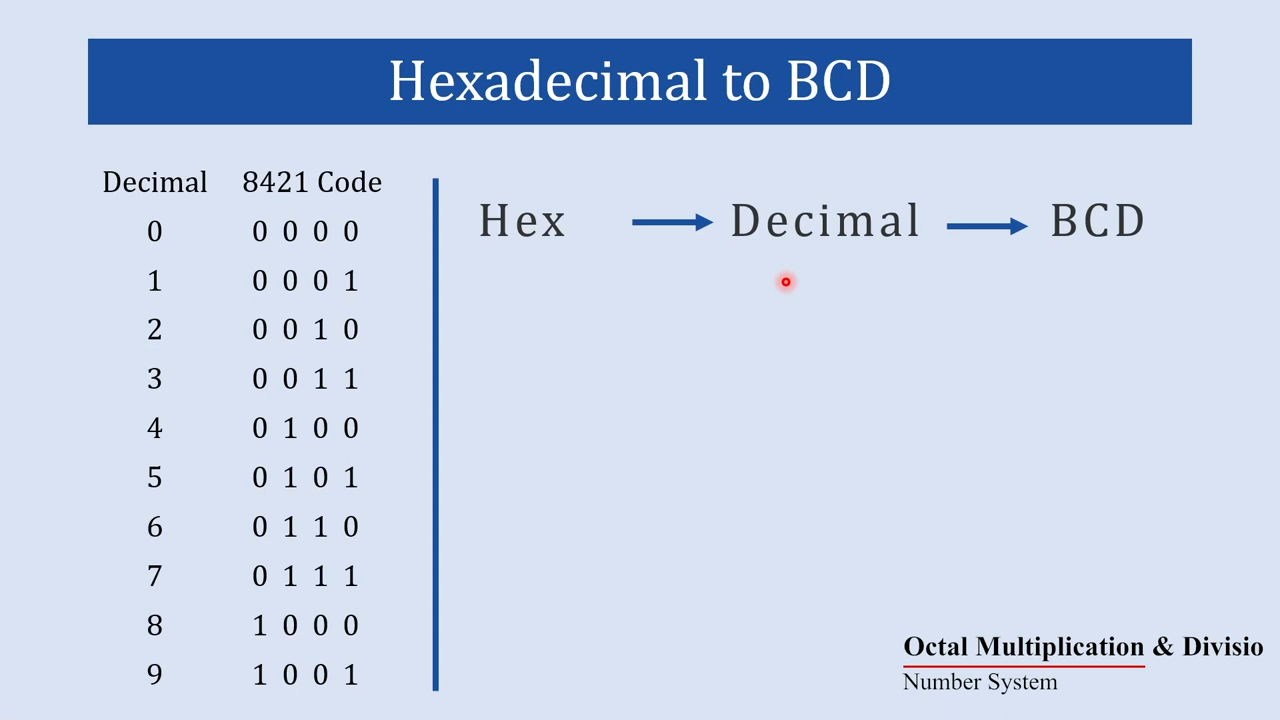 Hexadecimal to BCD
Decimal 8421 Code
0 0 0 0 0
1 0 0 0 1
2 0 0 1 0
3 0 0 1 1
4 0 1 0 0
5 0 1 0 1
6 0 1 1 0
7 0 1 1 1
8 1 0 0 0
9 1 0 0 1
Hex Decimal BCD
Octal Multiplication & Divisio
Number System